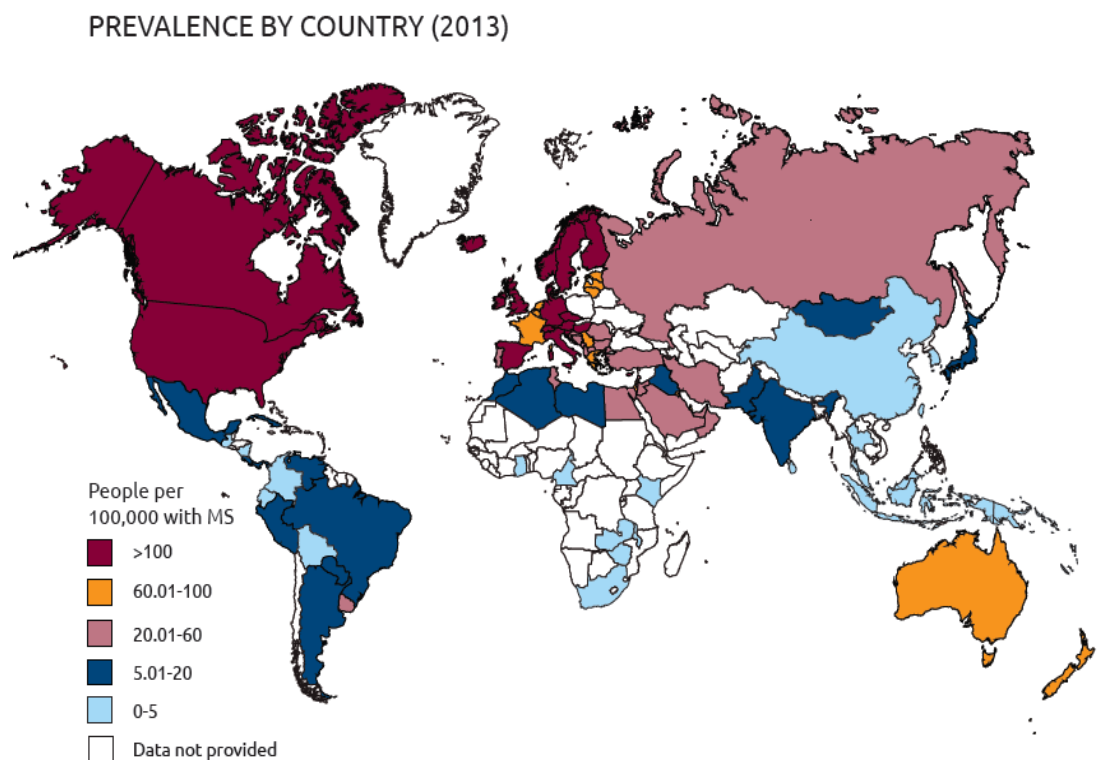 PREVALENCE BY COUNTRY (2013)
People per
100,000 with MS
>100
60.01-100
20.01-60
5.01-20
0-5
Data not provided